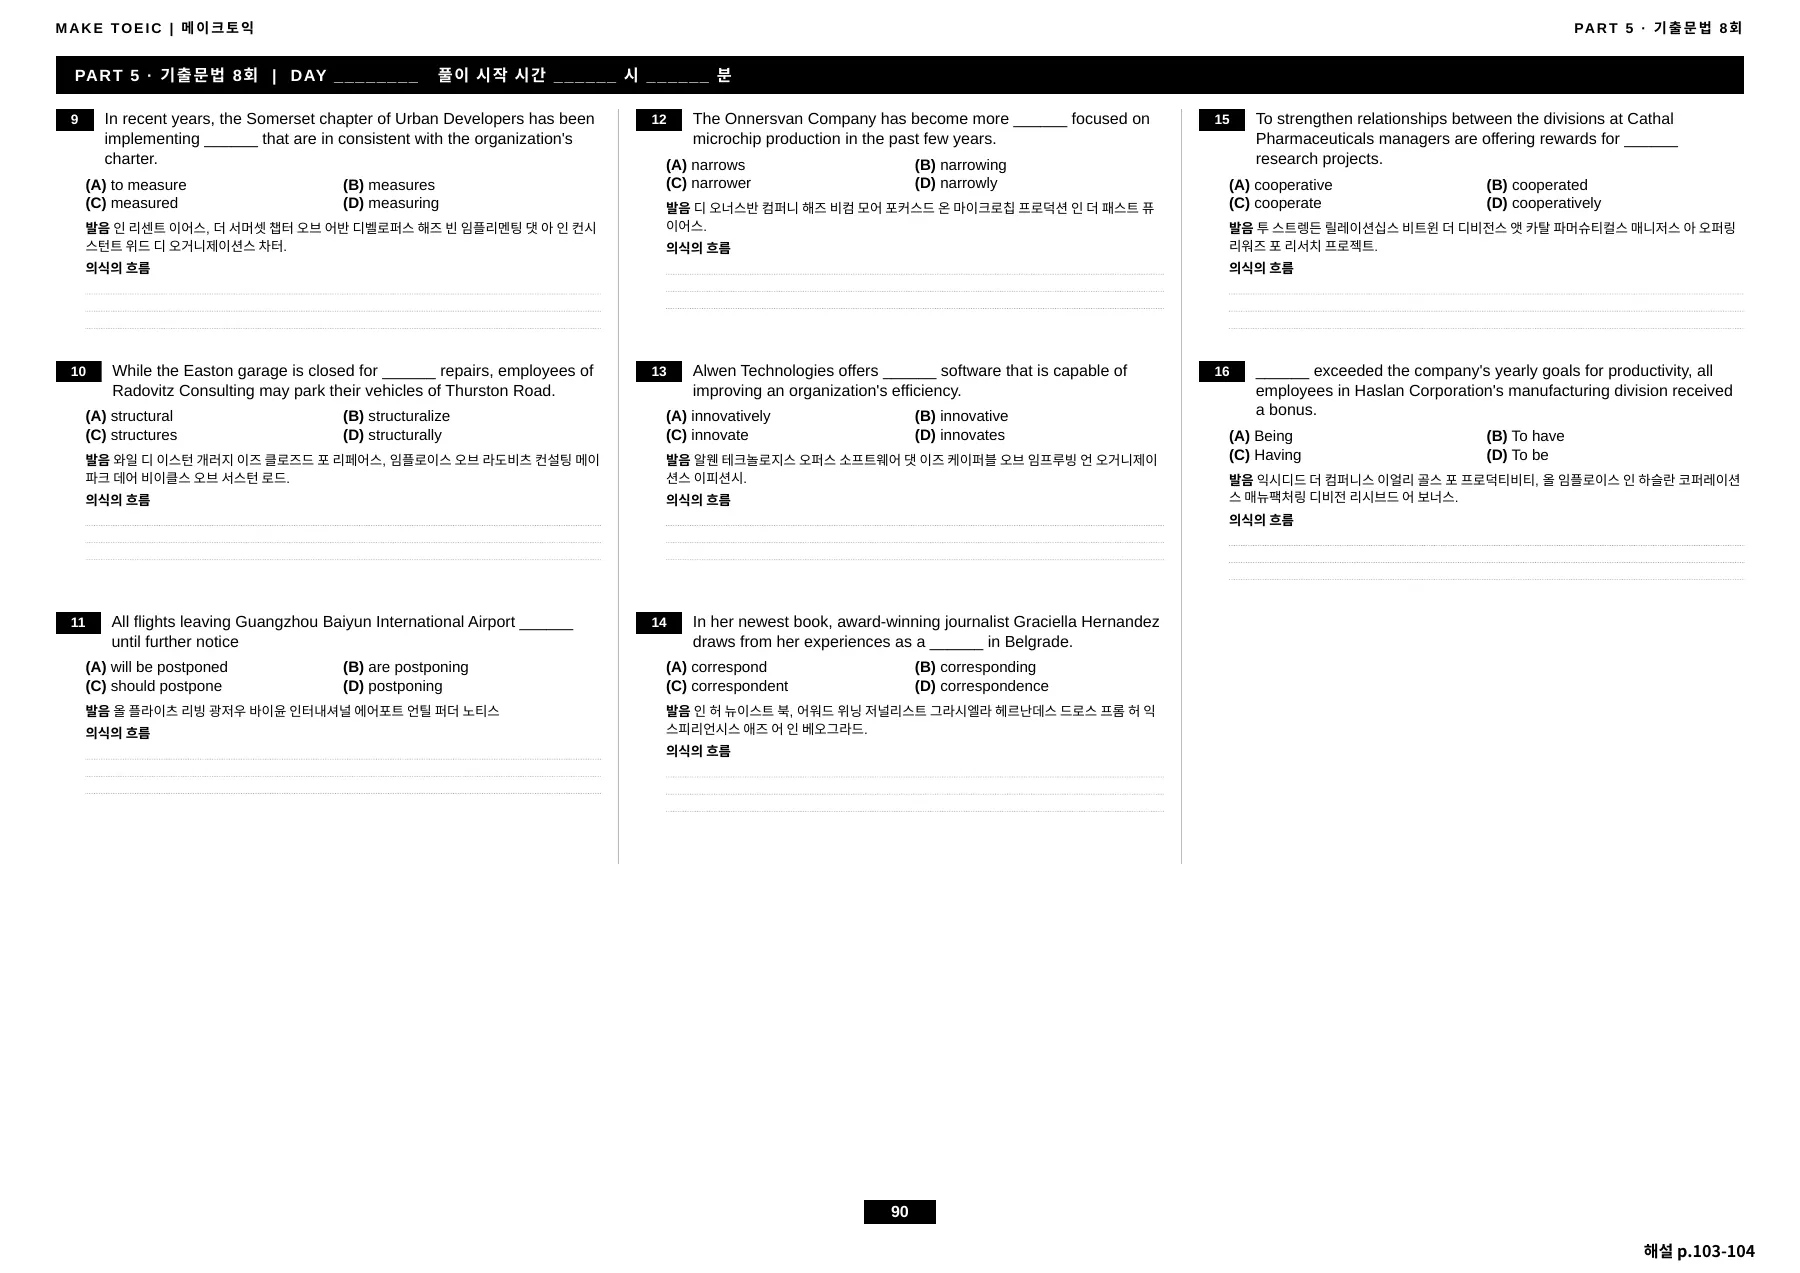 MAKE TOEIC | 메이크토익
PART 5 · 기출문법 8회
PART 5 · 기출문법 8회 | DAY ________ 풀이 시작 시간 ______ 시 ______ 분
9 In recent years, the Somerset chapter of Urban Developers has been
implementing ______ that are in consistent with the organization's
charter.
(A) to measure (B) measures
(C) measured (D) measuring
발음 인 리센트 이어스, 더 서머셋 챕터 오브 어반 디벨로퍼스 해즈 빈 임플리멘팅 댓 아 인 컨시
스턴트 위드 디 오거니제이션스 차터.
의식의 흐름
10 While the Easton garage is closed for ______ repairs, employees of
Radovitz Consulting may park their vehicles of Thurston Road.
(A) structural (B) structuralize
(C) structures (D) structurally
발음 와일 디 이스턴 개러지 이즈 클로즈드 포 리페어스, 임플로이스 오브 라도비츠 컨설팅 메이
파크 데어 비이클스 오브 서스턴 로드.
의식의 흐름
11 All flights leaving Guangzhou Baiyun International Airport ______
until further notice
(A) will be postponed (B) are postponing
(C) should postpone (D) postponing
발음 올 플라이츠 리빙 광저우 바이윤 인터내셔널 에어포트 언틸 퍼더 노티스
의식의 흐름
12 The Onnersvan Company has become more ______ focused on
microchip production in the past few years.
(A) narrows (B) narrowing
(C) narrower (D) narrowly
발음 디 오너스반 컴퍼니 해즈 비컴 모어 포커스드 온 마이크로칩 프로덕션 인 더 패스트 퓨
이어스.
의식의 흐름
13 Alwen Technologies offers ______ software that is capable of
improving an organization's efficiency.
(A) innovatively (B) innovative
(C) innovate (D) innovates
발음 알웬 테크놀로지스 오퍼스 소프트웨어 댓 이즈 케이퍼블 오브 임프루빙 언 오거니제이
션스 이피션시.
의식의 흐름
14 In her newest book, award-winning journalist Graciella Hernandez
draws from her experiences as a ______ in Belgrade.
(A) correspond (B) corresponding
(C) correspondent (D) correspondence
발음 인 허 뉴이스트 북, 어워드 위닝 저널리스트 그라시엘라 헤르난데스 드로스 프롬 허 익
스피리언시스 애즈 어 인 베오그라드.
의식의 흐름
15 To strengthen relationships between the divisions at Cathal
Pharmaceuticals managers are offering rewards for ______
research projects.
(A) cooperative (B) cooperated
(C) cooperate (D) cooperatively
발음 투 스트렝든 릴레이션십스 비트윈 더 디비전스 앳 카탈 파머슈티컬스 매니저스 아 오퍼링
리워즈 포 리서치 프로젝트.
의식의 흐름
16 ______ exceeded the company's yearly goals for productivity, all
employees in Haslan Corporation's manufacturing division received
a bonus.
(A) Being (B) To have
(C) Having (D) To be
발음 익시디드 더 컴퍼니스 이얼리 골스 포 프로덕티비티, 올 임플로이스 인 하슬란 코퍼레이션
스 매뉴팩처링 디비전 리시브드 어 보너스.
의식의 흐름
90
해설 p.103-104